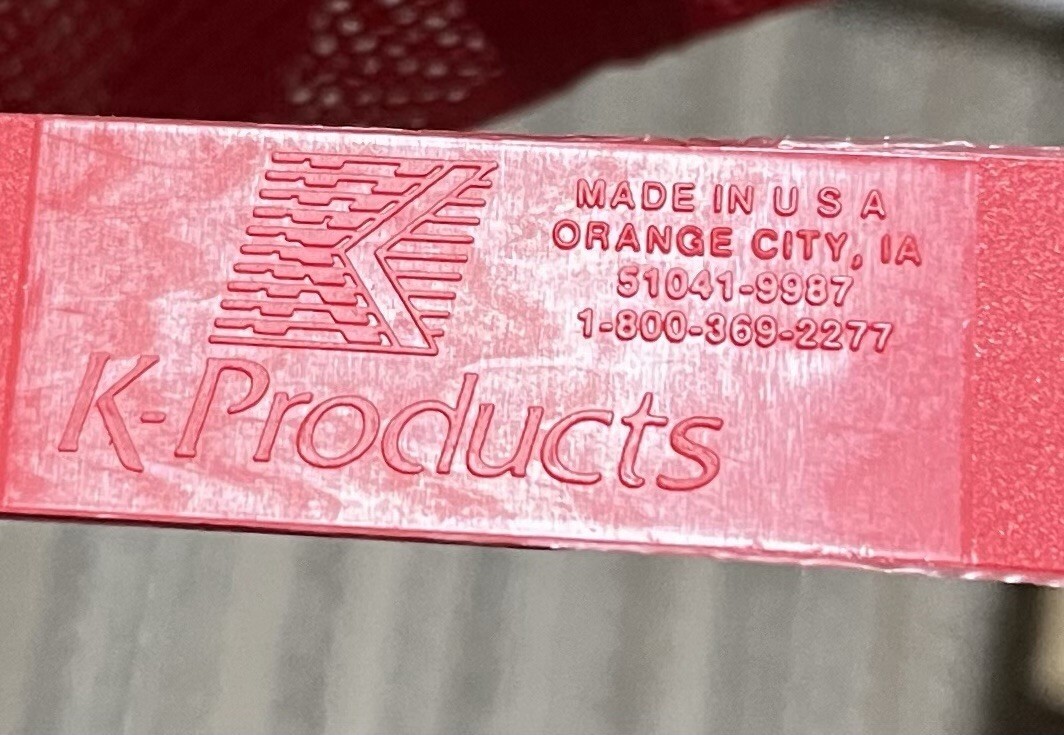 MADE IN U S A
ORANGE CITY, IA
51041-9987
1-800-369-2277
K-Products